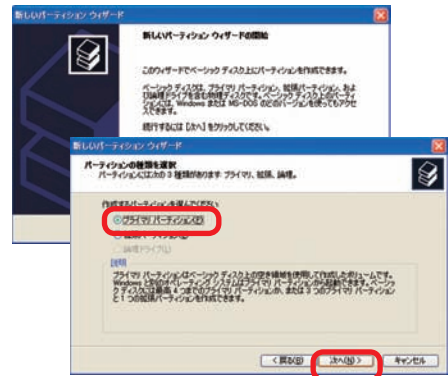 新しいパーティション ウィザード
新しいパーティション ウィザードの開始
このウィザードでベーシック ディスク上にパーティションを作成できます。
ベーシック ディスクは、プライマリ パーティション、拡張パーティション、およ
び論理ドライブを含む物理ディスクです。ベーシック ディスク上のパーティ
ションには、Windows または MS-DOS のどのバージョンを使ってもアクセ
スできます。
続行するには [次へ] をクリックしてください。
新しいパーティション ウィザード
パーティションの種類を選択
パーティションには次の 3 種類があります: プライマリ、拡張、論理。
作成するパーティションを選んでください:
プライマリ パーティション(P)
論理ドライブ(L)
説明
プライマリ パーティションはベーシック ディスク上の空き領域を使用して作成したボリュームです。
Windows と別のオペレーティング システムはプライマリ パーティションから起動できます。ベーシッ
ク ディスクには最高 4 つまでのプライマリ パーティションか、または 3 つのプライマリ パーティション
と 1 つの拡張パーティションを作成できます。
< 戻る(B)
次へ(N) >
キャンセル